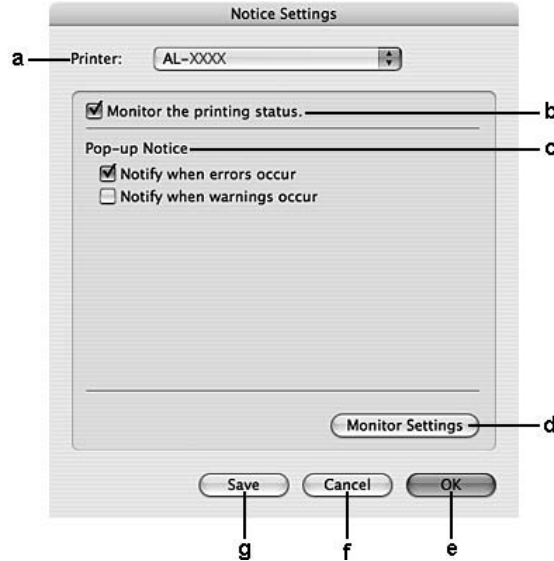 Notice Settings
a Printer: AL-XXXX
Monitor the printing status. b
Pop-up Notice c
Notify when errors occur
Notify when warnings occur
Monitor Settings d
Save Cancel OK
g f e